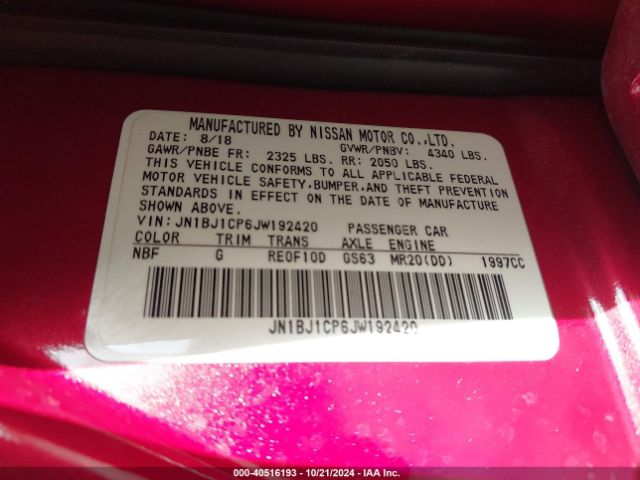 MANUFACTURED BY NISSAN MOTOR CO.,LTD.
DATE: 8/18 GVWR/PNBV: 4340 LBS.
GAWR/PNBE FR: 2325 LBS. RR: 2050 LBS.
THIS VEHICLE CONFORMS TO ALL APPLICABLE FEDERAL
MOTOR VEHICLE SAFETY,BUMPER,AND THEFT PREVENTION
STANDARDS IN EFFECT ON THE DATE OF MANUFACTURE
SHOWN ABOVE.
VIN: JN1BJ1CP6JW192420 PASSENGER CAR
COLOR TRIM TRANS AXLE ENGINE
NBF G RE0F10D GS63 MR20(DD) 1997CC
JN1BJ1CP6JW192420
000-40516193 - 10/21/2024 - IAA Inc.